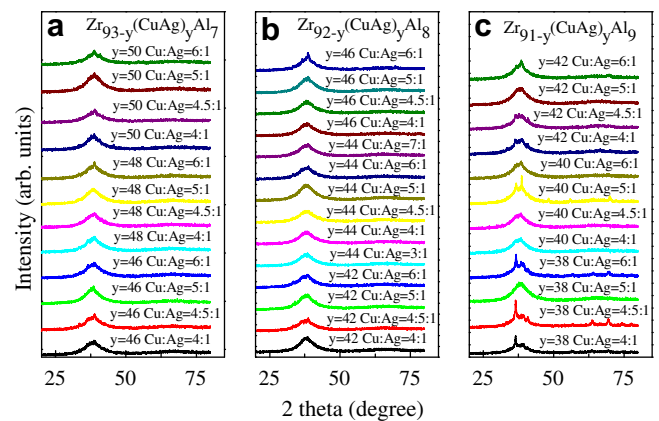 a Zr93-y(CuAg)yAl7
y=50 Cu:Ag=6:1
y=50 Cu:Ag=5:1
y=50 Cu:Ag=4.5:1
y=50 Cu:Ag=4:1
y=48 Cu:Ag=6:1
y=48 Cu:Ag=5:1
y=48 Cu:Ag=4.5:1
y=48 Cu:Ag=4:1
y=46 Cu:Ag=6:1
y=46 Cu:Ag=5:1
y=46 Cu:Ag=4:5:1
y=46 Cu:Ag=4:1
25 50 75
b Zr92-y(CuAg)yAl8
y=46 Cu:Ag=6:1
y=46 Cu:Ag=5:1
y=46 Cu:Ag=4.5:1
y=46 Cu:Ag=4:1
y=44 Cu:Ag=7:1
y=44 Cu:Ag=6:1
y=44 Cu:Ag=5:1
y=44 Cu:Ag=4.5:1
y=44 Cu:Ag=4:1
y=44 Cu:Ag=3:1
y=42 Cu:Ag=6:1
y=42 Cu:Ag=5:1
y=42 Cu:Ag=4:5:1
y=42 Cu:Ag=4:1
25 50 75
c Zr91-y(CuAg)yAl9
y=42 Cu:Ag=6:1
y=42 Cu:Ag=5:1
y=42 Cu:Ag=4.5:1
y=42 Cu:Ag=4:1
y=40 Cu:Ag=6:1
y=40 Cu:Ag=5:1
y=40 Cu:Ag=4.5:1
y=40 Cu:Ag=4:1
y=38 Cu:Ag=6:1
y=38 Cu:Ag=5:1
y=38 Cu:Ag=4:5:1
y=38 Cu:Ag=4:1
25 50 75
Intensity (arb. units)
2 theta (degree)